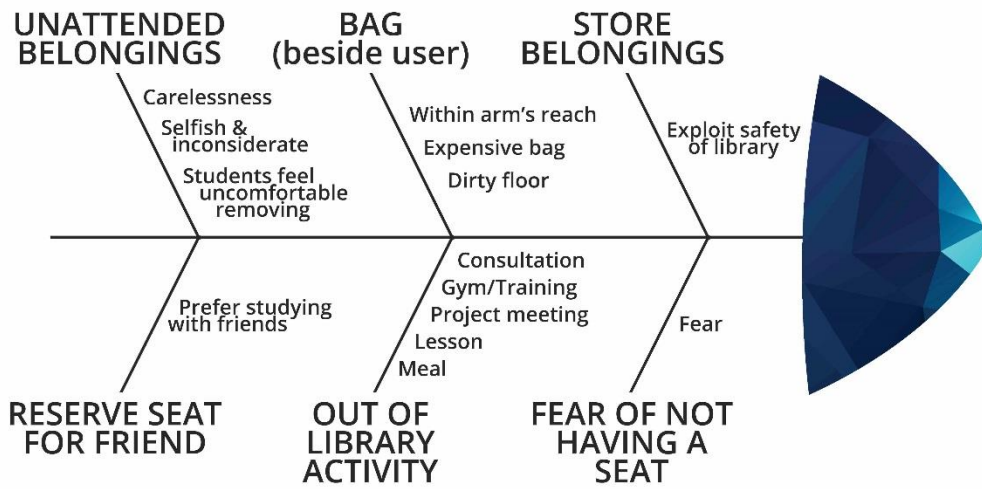 UNATTENDED
BELONGINGS
Carelessness
Selfish &
inconsiderate
Students feel
uncomfortable
removing
BAG
(beside user)
Within arm's reach
Expensive bag
Dirty floor
STORE
BELONGINGS
Exploit safety
of library
Prefer studying
with friends
RESERVE SEAT
FOR FRIEND
Consultation
Gym/Training
Project meeting
Lesson
Meal
OUT OF
LIBRARY
ACTIVITY
Fear
FEAR OF NOT
HAVING A
SEAT